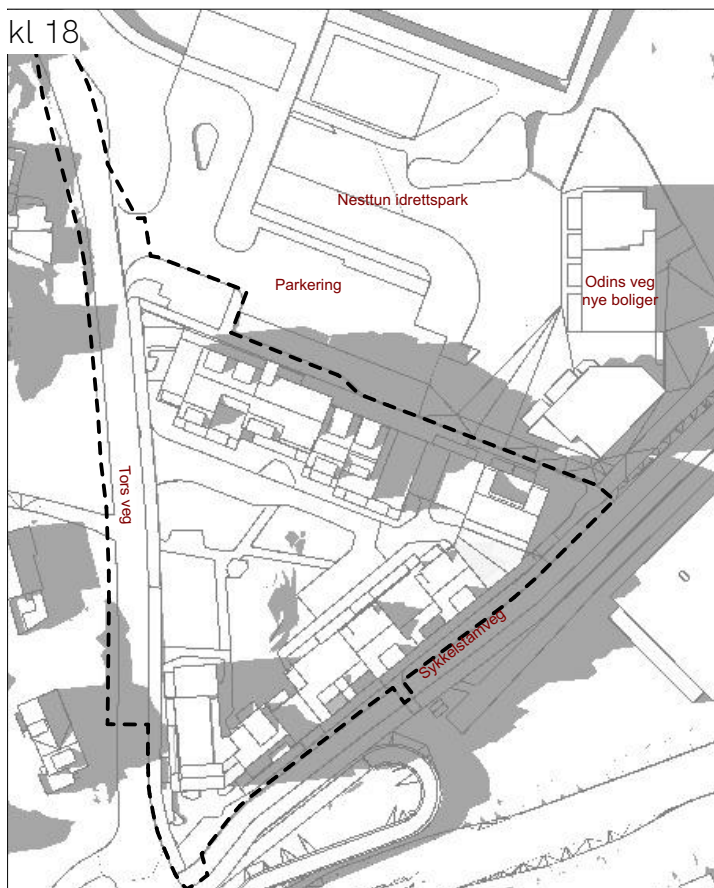 kl 18
Nesttun idrettspark
Parkering
Odins veg
nye boliger
Tors veg
Sykkelstamveg